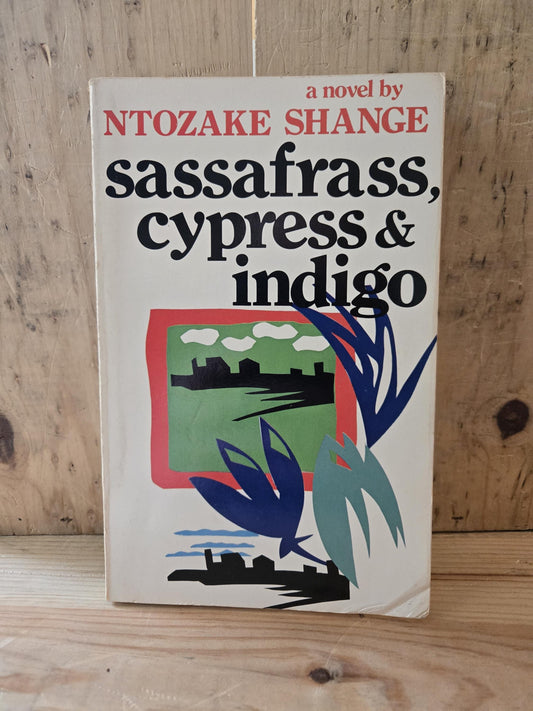 a novel by
NTOZAKE SHANGE
sassafrass,
cypress &
indigo